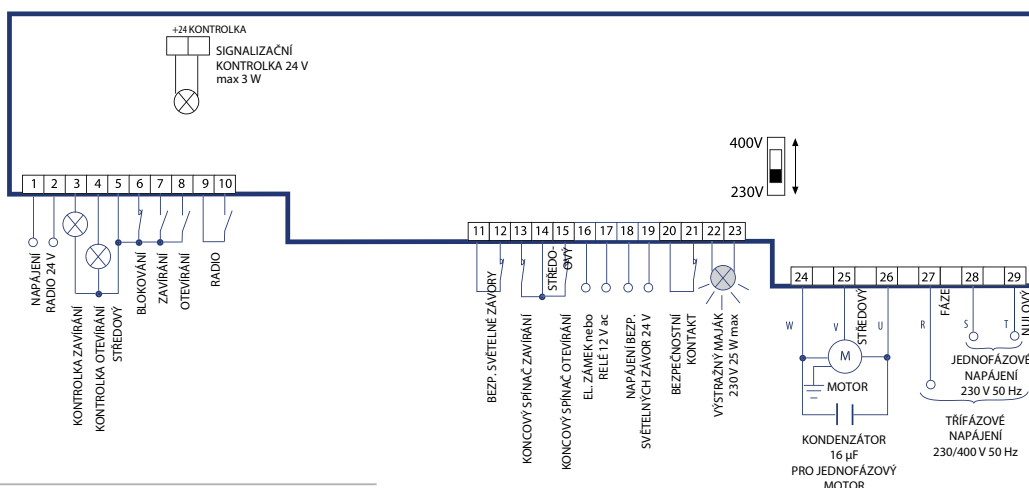 +24 KONTROLKA
SIGNALIZAČNÍ
KONTROLKA 24 V
max 3 W
400V
230V
1 2 3 4 5 6 7 8 9 10
NAPÁJENÍ
RADIO 24 V
KONTROLKA ZAVÍRÁNÍ
KONTROLKA OTEVÍRÁNÍ
STŘEDOVÝ
BLOKOVÁNÍ
ZAVÍRÁNÍ
OTEVÍRÁNÍ
RADIO
11 12 13 14 15 16 17 18 19 20 21 22 23
BEZP. SVĚTELNÉ ZÁVORY
KONCOVÝ SPÍNAČ ZAVÍRÁNÍ
STŘEDO-
OVÝ
KONCOVÝ SPÍNAČ OTEVÍRÁNÍ
EL. ZÁMEK nebo
RELÉ 12 V ac
NAPÁJENÍ BEZP.
SVĚTELNÝCH ZÁVOR 24 V
BEZPEČNOSTNÍ
KONTAKT
VÝSTRAŽNÝ MAJÁK
230 V 25 W max
24 25 26 27 28 29
W
V
STŘEDOVÝ
U
R
FÁZE
S
T
NULOVÝ
M
MOTOR
KONDENZÁTOR
16 µF
PRO JEDNOFÁZOVÝ
MOTOR
JEDNOFÁZOVÉ
NAPÁJENÍ
230 V 50 Hz
TŘÍFÁZOVÉ
NAPÁJENÍ
230/400 V 50 Hz